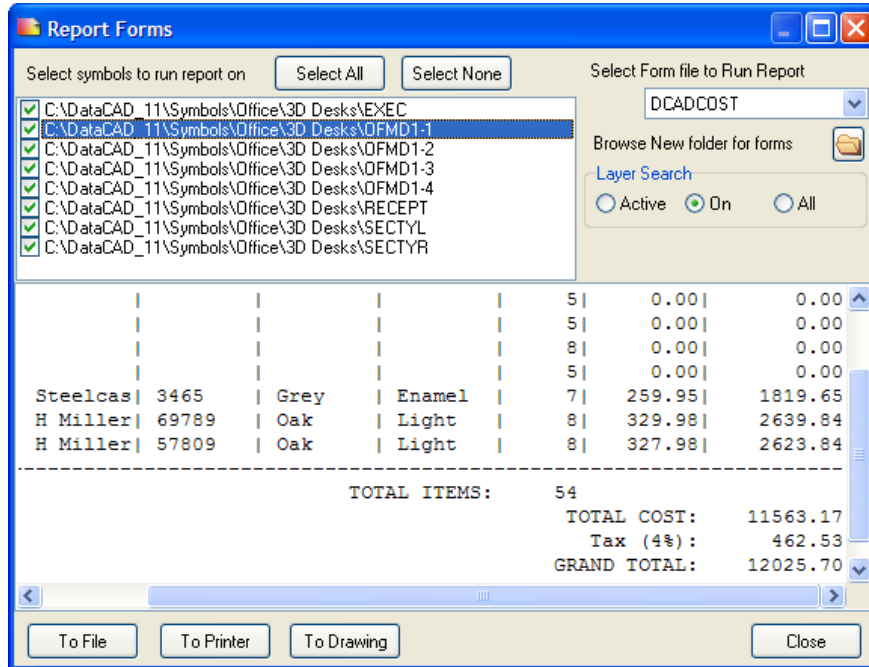 Report Forms
Select symbols to run report on
Select All
Select None
Select Form file to Run Report
DCADCOST
Browse New folder for forms
Layer Search
Active
On
All
C:\DataCAD_11\Symbols\Office\3D Desks\EXEC
C:\DataCAD_11\Symbols\Office\3D Desks\OFMD1-1
C:\DataCAD_11\Symbols\Office\3D Desks\OFMD1-2
C:\DataCAD_11\Symbols\Office\3D Desks\OFMD1-3
C:\DataCAD_11\Symbols\Office\3D Desks\OFMD1-4
C:\DataCAD_11\Symbols\Office\3D Desks\RECEPT
C:\DataCAD_11\Symbols\Office\3D Desks\SECTYL
C:\DataCAD_11\Symbols\Office\3D Desks\SECTYR
| | | | 5| 0.00| 0.00
| | | | 5| 0.00| 0.00
| | | | 8| 0.00| 0.00
| | | | 5| 0.00| 0.00
Steelcas| 3465 | Grey | Enamel | 7| 259.95| 1819.65
H Miller| 69789 | Oak | Light | 8| 329.98| 2639.84
H Miller| 57809 | Oak | Light | 8| 327.98| 2623.84
TOTAL ITEMS: 54
TOTAL COST: 11563.17
Tax (4%): 462.53
GRAND TOTAL: 12025.70
To File
To Printer
To Drawing
Close